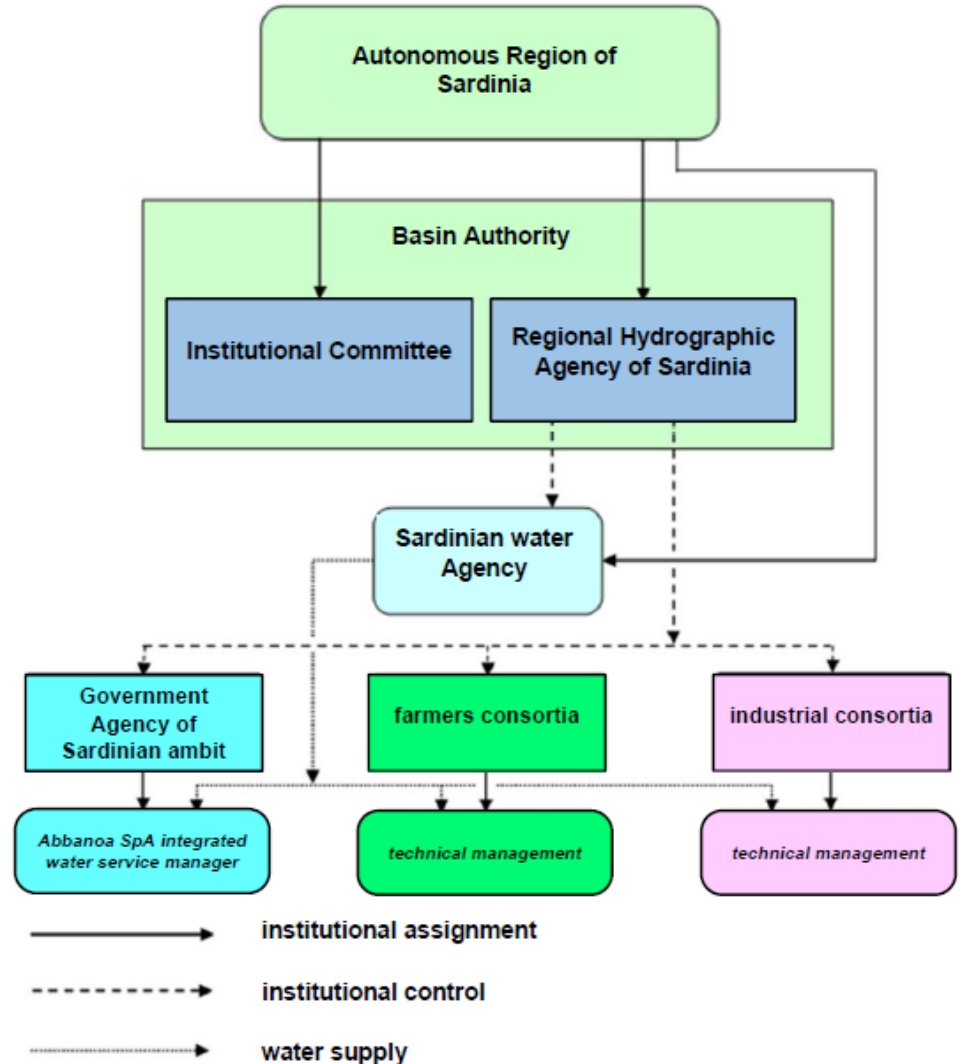 Autonomous Region of
Sardinia
Basin Authority
Institutional Committee
Regional Hydrographic
Agency of Sardinia
Sardinian water
Agency
Government
Agency of
Sardinian ambit
farmers consortia
industrial consortia
Abbanoa SpA integrated
water service manager
technical management
technical management
institutional assignment
institutional control
water supply